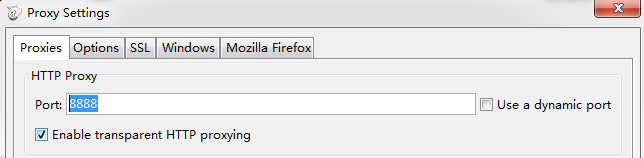 Proxy Settings
Proxies Options SSL Windows Mozilla Firefox
HTTP Proxy
Port: 8888 Use a dynamic port
Enable transparent HTTP proxying